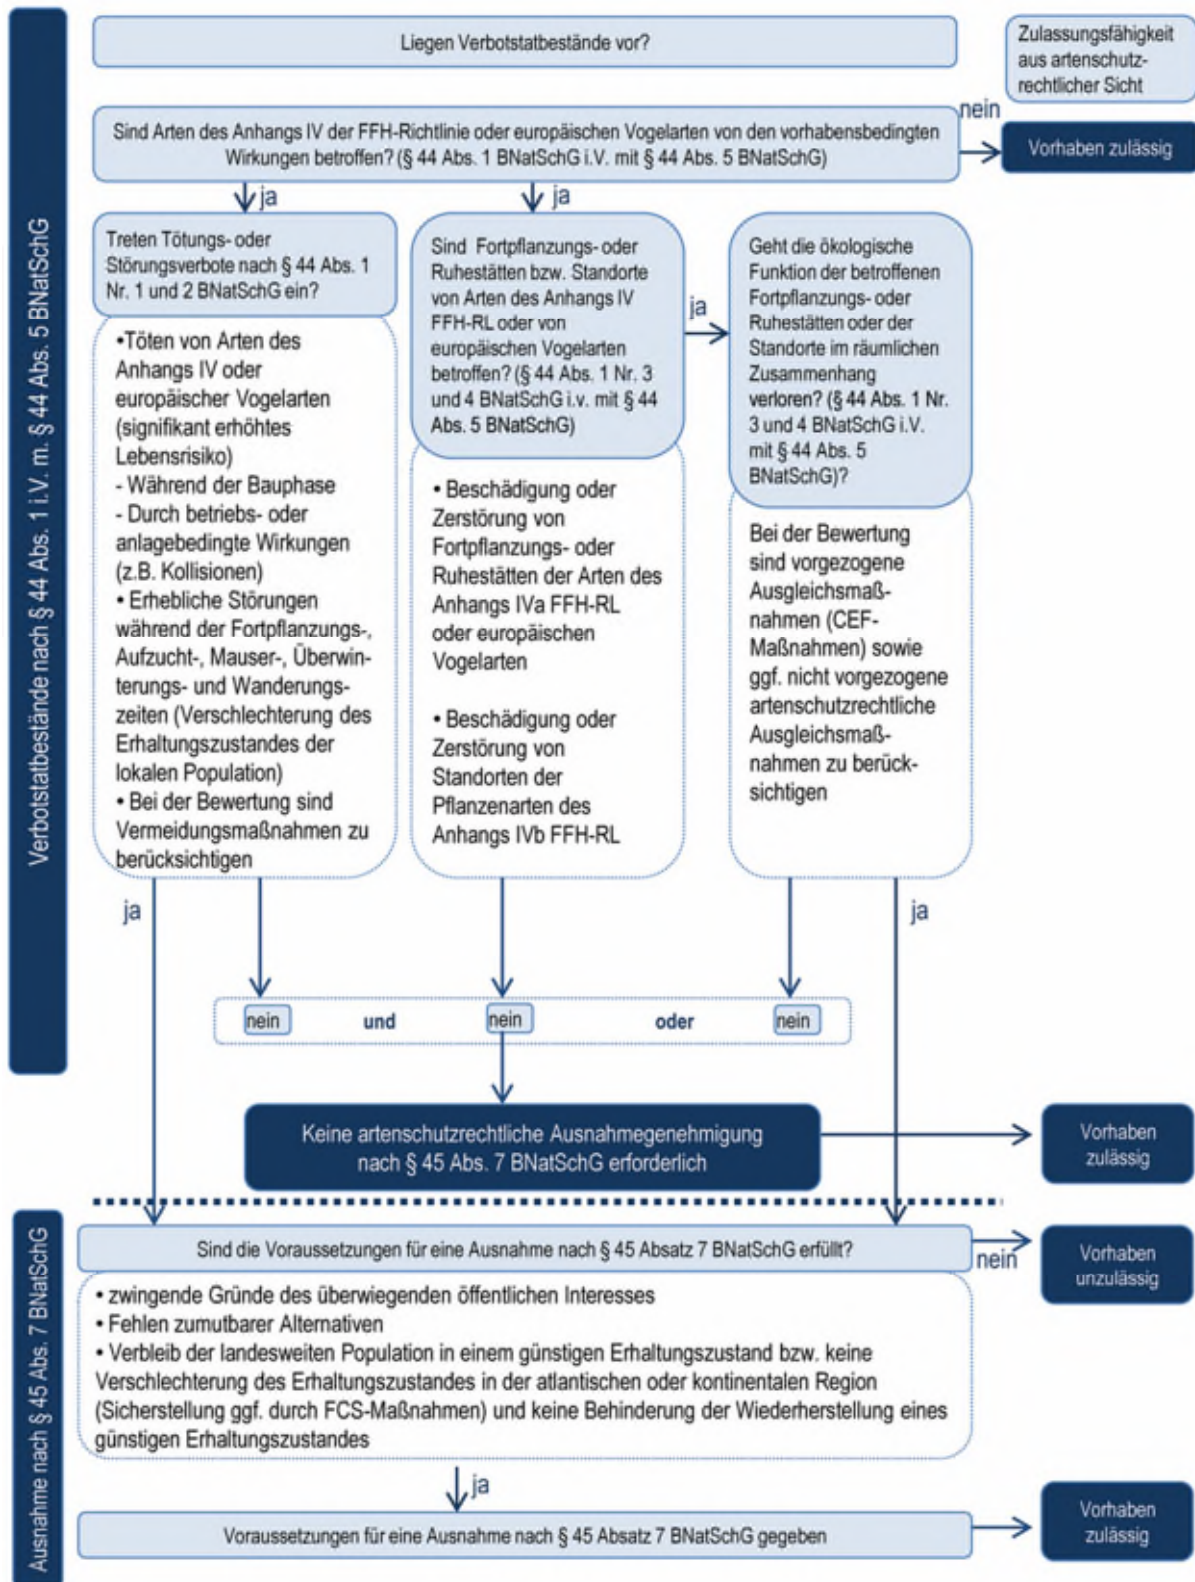 Verbotstatbestände nach § 44 Abs. 1 i.V. m. § 44 Abs. 5 BNatSchG
Liegen Verbotstatbestände vor?
Zulassungsfähigkeit
aus artenschutz-
rechtlicher Sicht
Sind Arten des Anhangs IV der FFH-Richtlinie oder europäischen Vogelarten von den vorhabensbedingten
Wirkungen betroffen? (§ 44 Abs. 1 BNatSchG i.V. mit § 44 Abs. 5 BNatSchG)
nein
Vorhaben zulässig
ja
ja
Treten Tötungs- oder
Störungsverbote nach § 44 Abs. 1
Nr. 1 und 2 BNatSchG ein?
•Töten von Arten des
Anhangs IV oder
europäischer Vogelarten
(signifikant erhöhtes
Lebensrisiko)
- Während der Bauphase
- Durch betriebs- oder
anlagebedingte Wirkungen
(z.B. Kollisionen)
• Erhebliche Störungen
während der Fortpflanzungs-,
Aufzucht-, Mauser-, Überwin-
terungs- und Wanderungs-
zeiten (Verschlechterung des
Erhaltungszustandes der
lokalen Population)
• Bei der Bewertung sind
Vermeidungsmaßnahmen zu
berücksichtigen
Sind Fortpflanzungs- oder
Ruhestätten bzw. Standorte
von Arten des Anhangs IV
FFH-RL oder von
europäischen Vogelarten
betroffen? (§ 44 Abs. 1 Nr. 3
und 4 BNatSchG i.v. mit § 44
Abs. 5 BNatSchG)
ja
• Beschädigung oder
Zerstörung von
Fortpflanzungs- oder
Ruhestätten der Arten des
Anhangs IVa FFH-RL
oder europäischen
Vogelarten
• Beschädigung oder
Zerstörung von
Standorten der
Pflanzenarten des
Anhangs IVb FFH-RL
Geht die ökologische
Funktion der betroffenen
Fortpflanzungs- oder
Ruhestätten oder der
Standorte im räumlichen
Zusammenhang
verloren? (§ 44 Abs. 1 Nr.
3 und 4 BNatSchG i.V.
mit § 44 Abs. 5
BNatSchG)?
Bei der Bewertung
sind vorgezogene
Ausgleichsmaß-
nahmen (CEF-
Maßnahmen) sowie
ggf. nicht vorgezogene
artenschutzrechtliche
Ausgleichsmaß-
nahmen zu berück-
sichtigen
ja
ja
nein und nein oder nein
Keine artenschutzrechtliche Ausnahmegenehmigung
nach § 45 Abs. 7 BNatSchG erforderlich
Vorhaben
zulässig
Ausnahme nach § 45 Abs. 7 BNatSchG
Sind die Voraussetzungen für eine Ausnahme nach § 45 Absatz 7 BNatSchG erfüllt?
nein
Vorhaben
unzulässig
• zwingende Gründe des überwiegenden öffentlichen Interesses
• Fehlen zumutbarer Alternativen
• Verbleib der landesweiten Population in einem günstigen Erhaltungszustand bzw. keine
Verschlechterung des Erhaltungszustandes in der atlantischen oder kontinentalen Region
(Sicherstellung ggf. durch FCS-Maßnahmen) und keine Behinderung der Wiederherstellung eines
günstigen Erhaltungszustandes
ja
Voraussetzungen für eine Ausnahme nach § 45 Absatz 7 BNatSchG gegeben
Vorhaben
zulässig